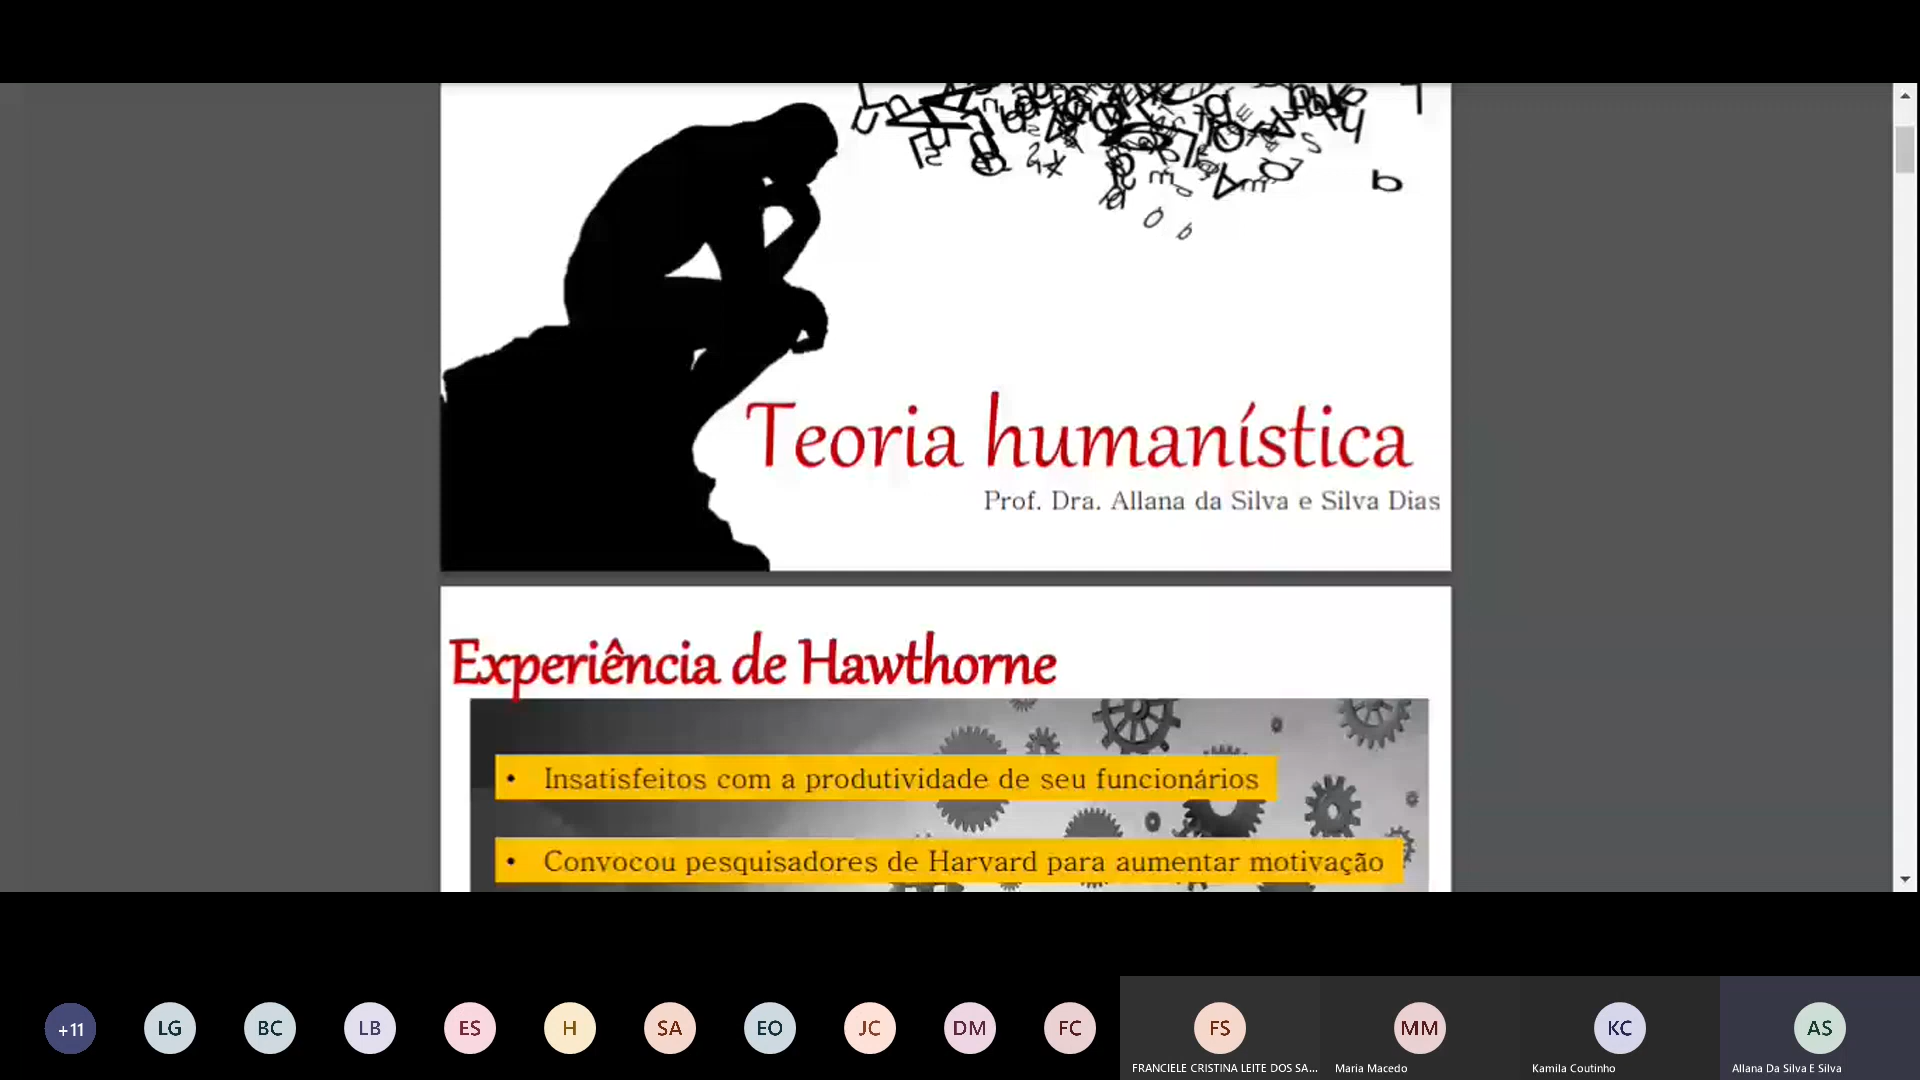 Teoria humanística
Prof. Dra. Allana da Silva e Silva Dias
Experiência de Hawthorne
• Insatisfeitos com a produtividade de seu funcionários
• Convocou pesquisadores de Harvard para aumentar motivação
+11
LG
BC
LB
ES
H
SA
EO
JC
DM
FC
FS
MM
KC
AS
FRANCIELE CRISTINA LEITE DOS SA...
Maria Macedo
Kamila Coutinho
Allana Da Silva E Silva